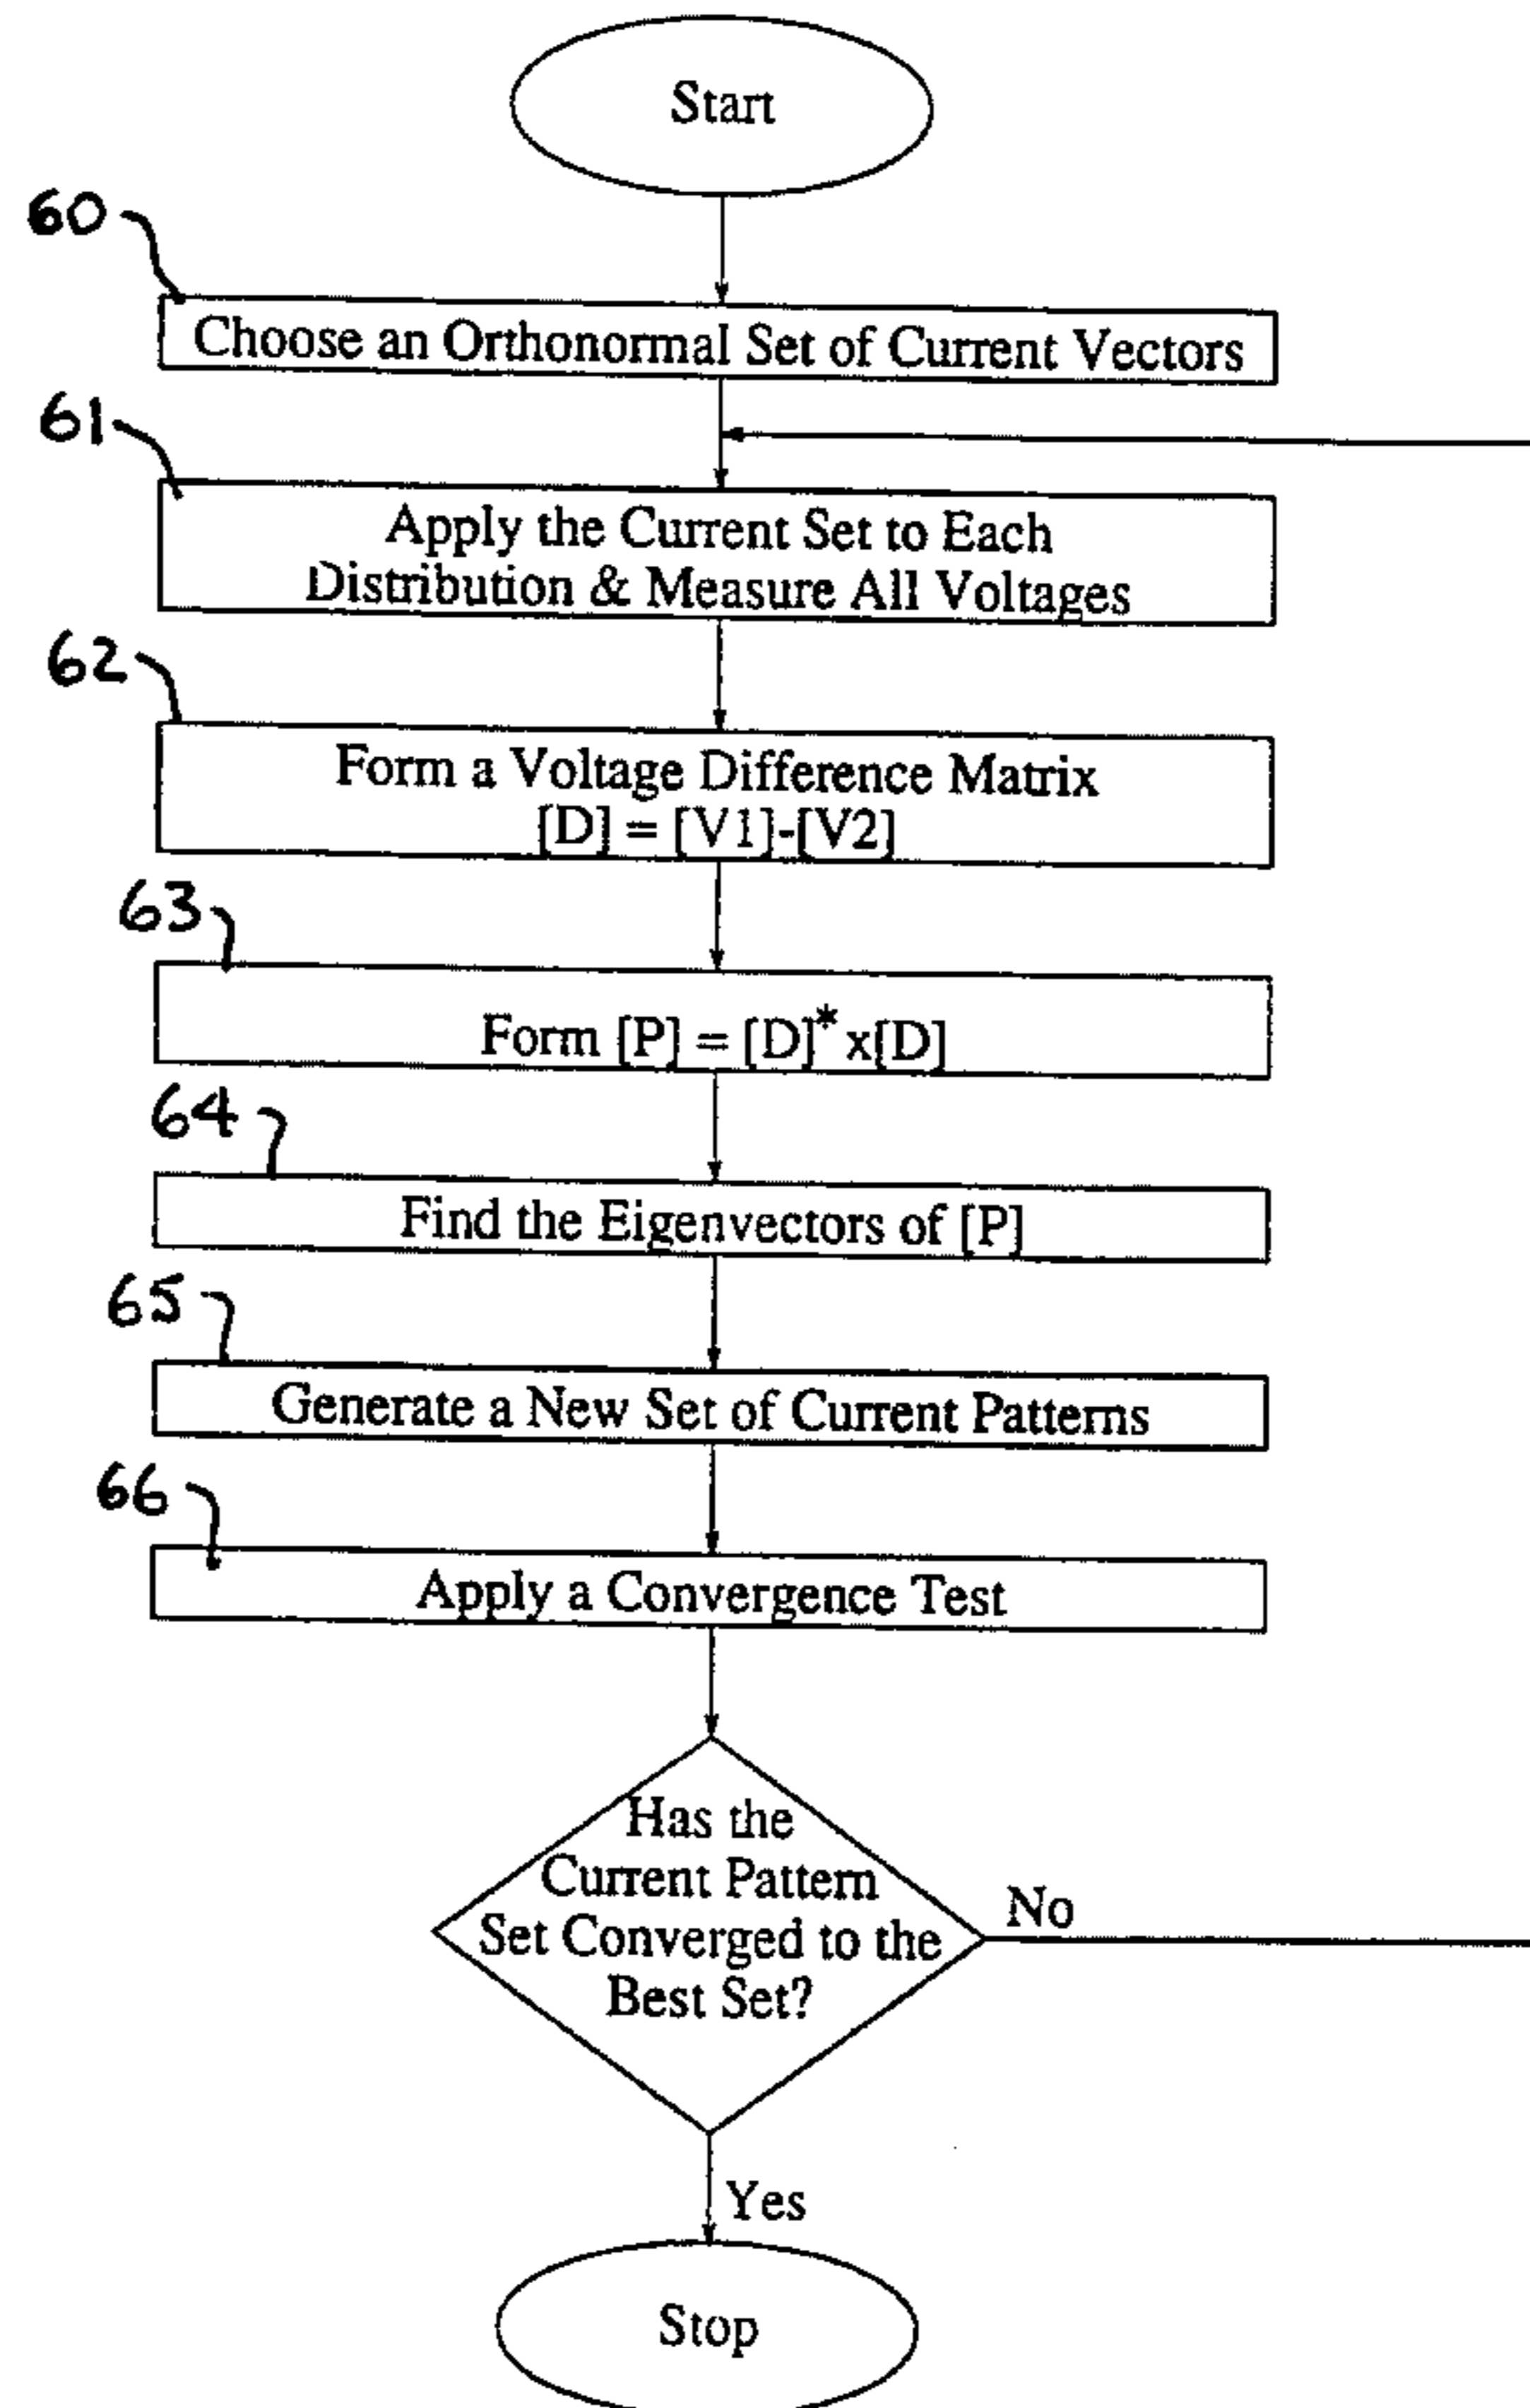 Start
60
Choose an Orthonormal Set of Current Vectors
61
Apply the Current Set to Each
Distribution & Measure All Voltages
62
Form a Voltage Difference Matrix
[D] = [V1]-[V2]
63
Form [P] = [D]* x[D]
64
Find the Eigenvectors of [P]
65
Generate a New Set of Current Patterns
66
Apply a Convergence Test
Has the
Current Pattern
Set Converged to the
Best Set?
No
Yes
Stop